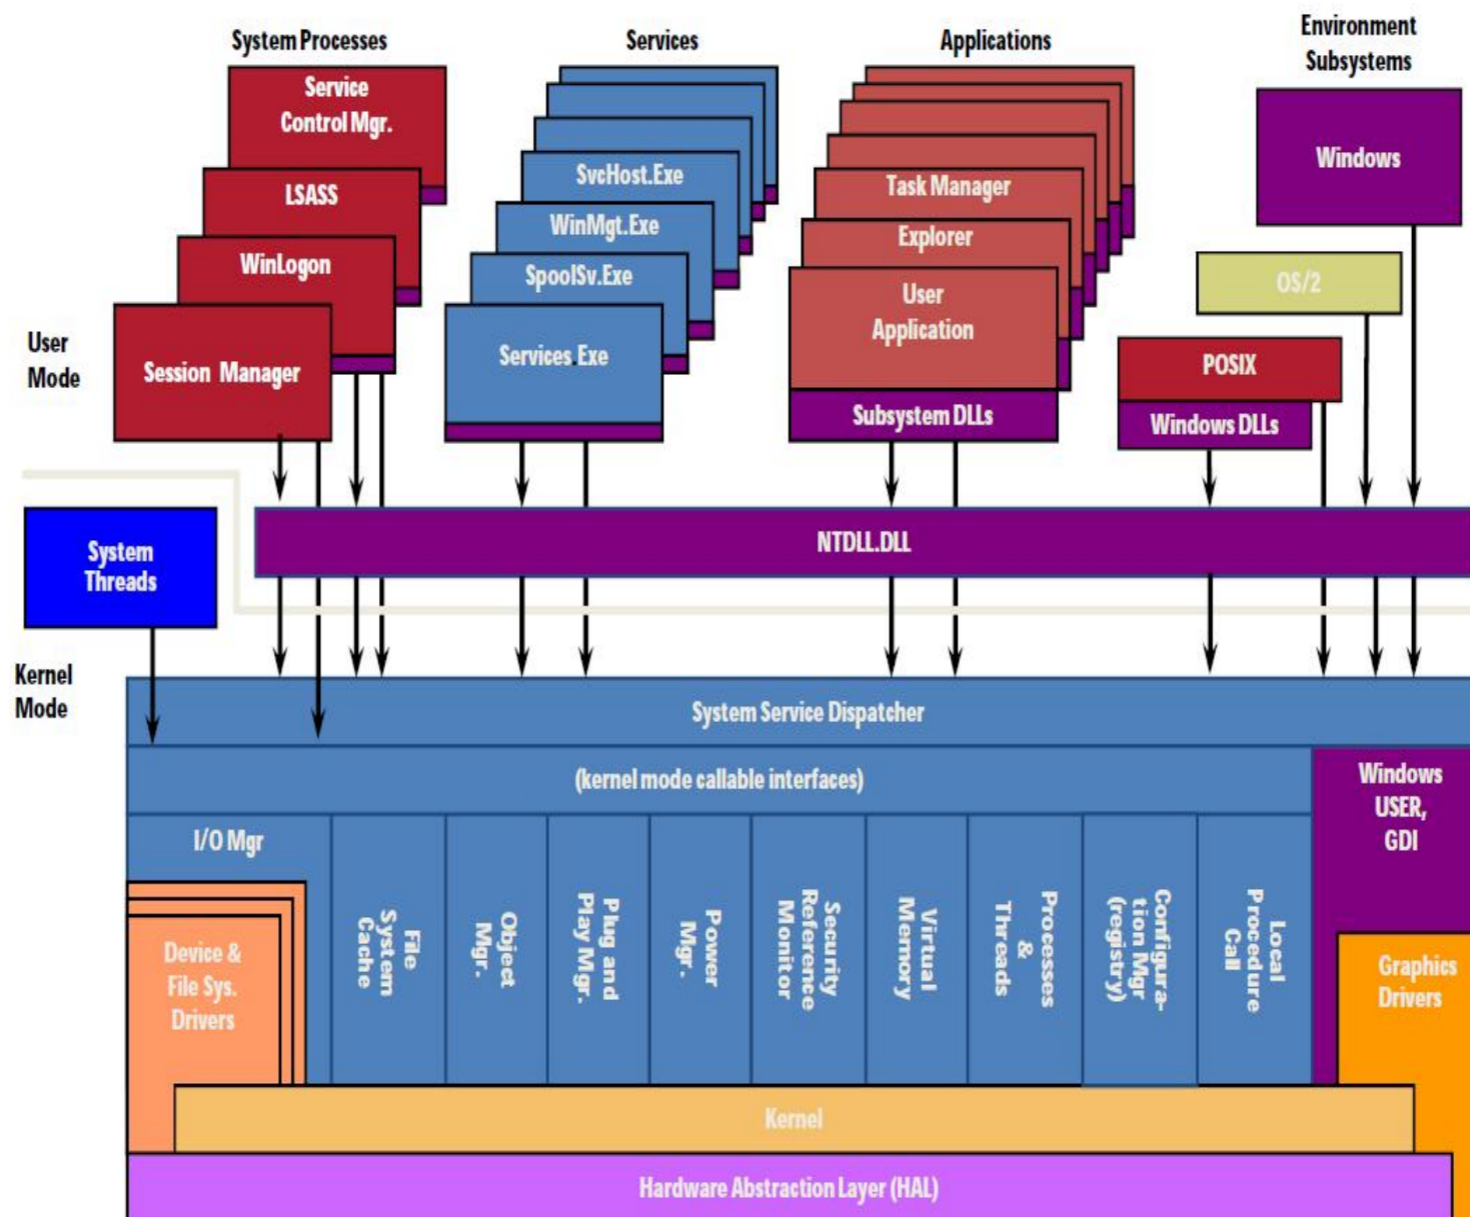 System Processes
Services
Applications
Environment
Subsystems
Service
Control Mgr.
LSASS
WinLogon
Session Manager
SvcHost.Exe
WinMgt.Exe
SpoolSv.Exe
Services.Exe
Task Manager
Explorer
User
Application
Subsystem DLLs
Windows
OS/2
POSIX
Windows DLLs
User
Mode
NTDLL.DLL
System
Threads
Kernel
Mode
System Service Dispatcher
(kernel mode callable interfaces)
Windows
USER,
GDI
I/O Mgr
Device &
File Sys.
Drivers
File
System
Cache
Object
Mgr.
Plug and
Play Mgr.
Power
Mgr.
Security
Reference
Monitor
Virtual
Memory
Processes
&
Threads
Configura-
tion Mgr
(registry)
Local
Procedure
Call
Graphics
Drivers
Kernel
Hardware Abstraction Layer (HAL)